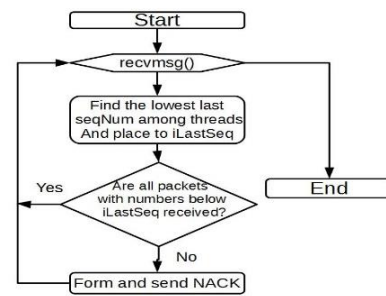 Start
recvmsg()
Find the lowest last
seqNum among threads
And place to iLastSeq
Are all packets
with numbers below
iLastSeq received?
Yes
End
No
Form and send NACK